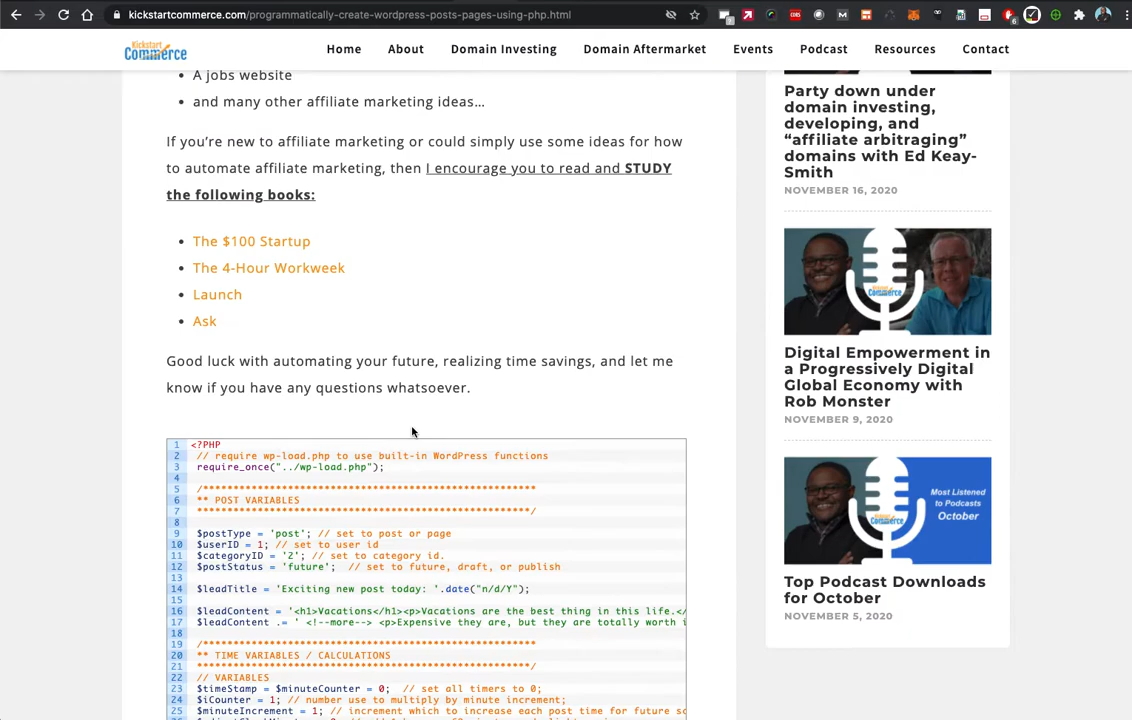 kickstartcommerce.com/programmatically-create-wordpress-posts-pages-using-php.html
Kickstart
Commerce
Home
About
Domain Investing
Domain Aftermarket
Events
Podcast
Resources
Contact
A jobs website
and many other affiliate marketing ideas…
If you’re new to affiliate marketing or could simply use some ideas for how
to automate affiliate marketing, then I encourage you to read and STUDY
the following books:
The $100 Startup
The 4-Hour Workweek
Launch
Ask
Good luck with automating your future, realizing time savings, and let me
know if you have any questions whatsoever.
1 <?PHP
2 // require wp-load.php to use built-in WordPress functions
3 require_once("../wp-load.php");
4
5 /*******************************************************
6 ** POST VARIABLES
7 *******************************************************/
8
9 $postType = 'post'; // set to post or page
10 $userID = 1; // set to user id
11 $categoryID = '2'; // set to category id.
12 $postStatus = 'future';  // set to future, draft, or publish
13
14 $leadTitle = 'Exciting new post today: '.date("n/d/Y");
15
16 $leadContent = '<h1>Vacations</h1><p>Vacations are the best thing in this life.</
17 $leadContent .= ' <!--more--> <p>Expensive they are, but they are totally worth i
18
19 /*******************************************************
20 ** TIME VARIABLES / CALCULATIONS
21 *******************************************************/
22 // VARIABLES
23 $timeStamp = $minuteCounter = 0;  // set all timers to 0;
24 $iCounter = 1; // number use to multiply by minute increment;
25 $minuteIncrement = 1; // increment which to increase each post time for future sc
Party down under
domain investing,
developing, and
“affiliate arbitraging”
domains with Ed Keay-
Smith
NOVEMBER 16, 2020
Digital Empowerment in
a Progressively Digital
Global Economy with
Rob Monster
NOVEMBER 9, 2020
Most Listened
to Podcasts
October
Top Podcast Downloads
for October
NOVEMBER 5, 2020